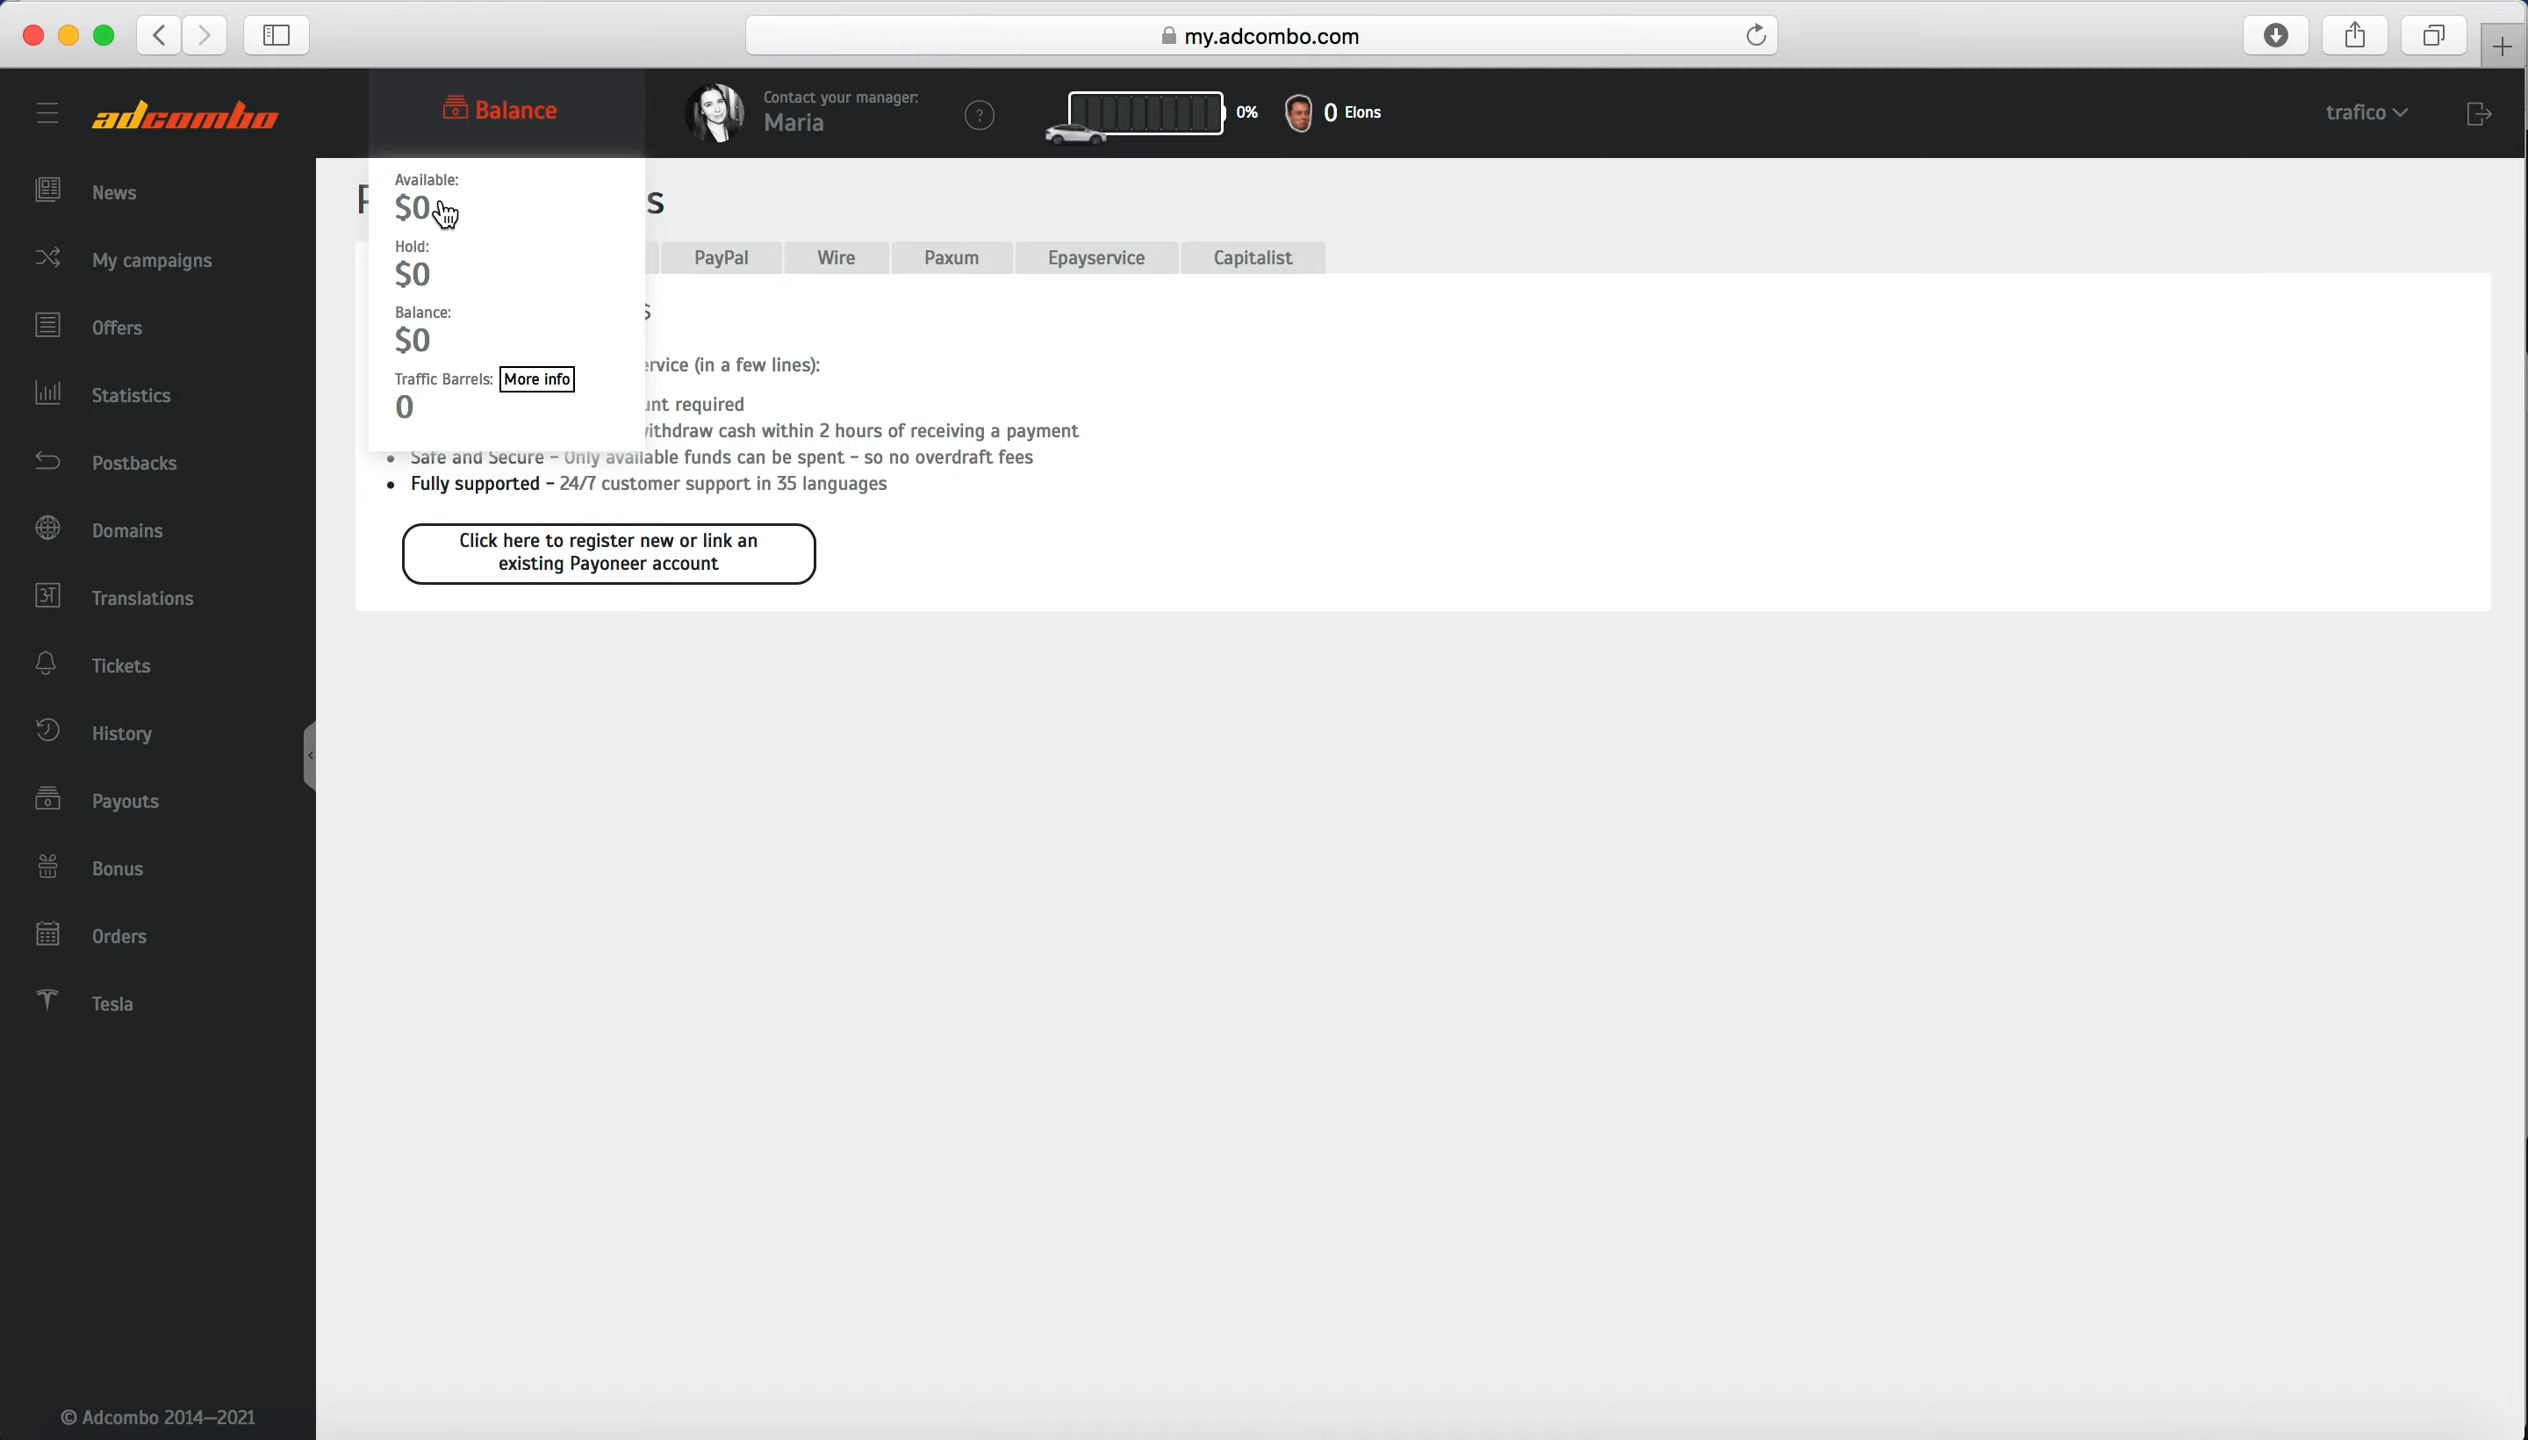 my.adcombo.com
adcombo
Balance
Contact your manager:
Maria
?
0%
0 Elons
trafico
News
My campaigns
Offers
Statistics
Postbacks
Domains
Translations
Tickets
History
Payouts
Bonus
Orders
Tesla
© Adcombo 2014—2021
Available:
$0
Hold:
$0
Balance:
$0
Traffic Barrels: More info
0
PayPal
Wire
Paxum
Epayservice
Capitalist
(in a few lines):
required
cash within 2 hours of receiving a payment
• Safe and Secure – Only available funds can be spent – so no overdraft fees
• Fully supported – 24/7 customer support in 35 languages
Click here to register new or link an
existing Payoneer account